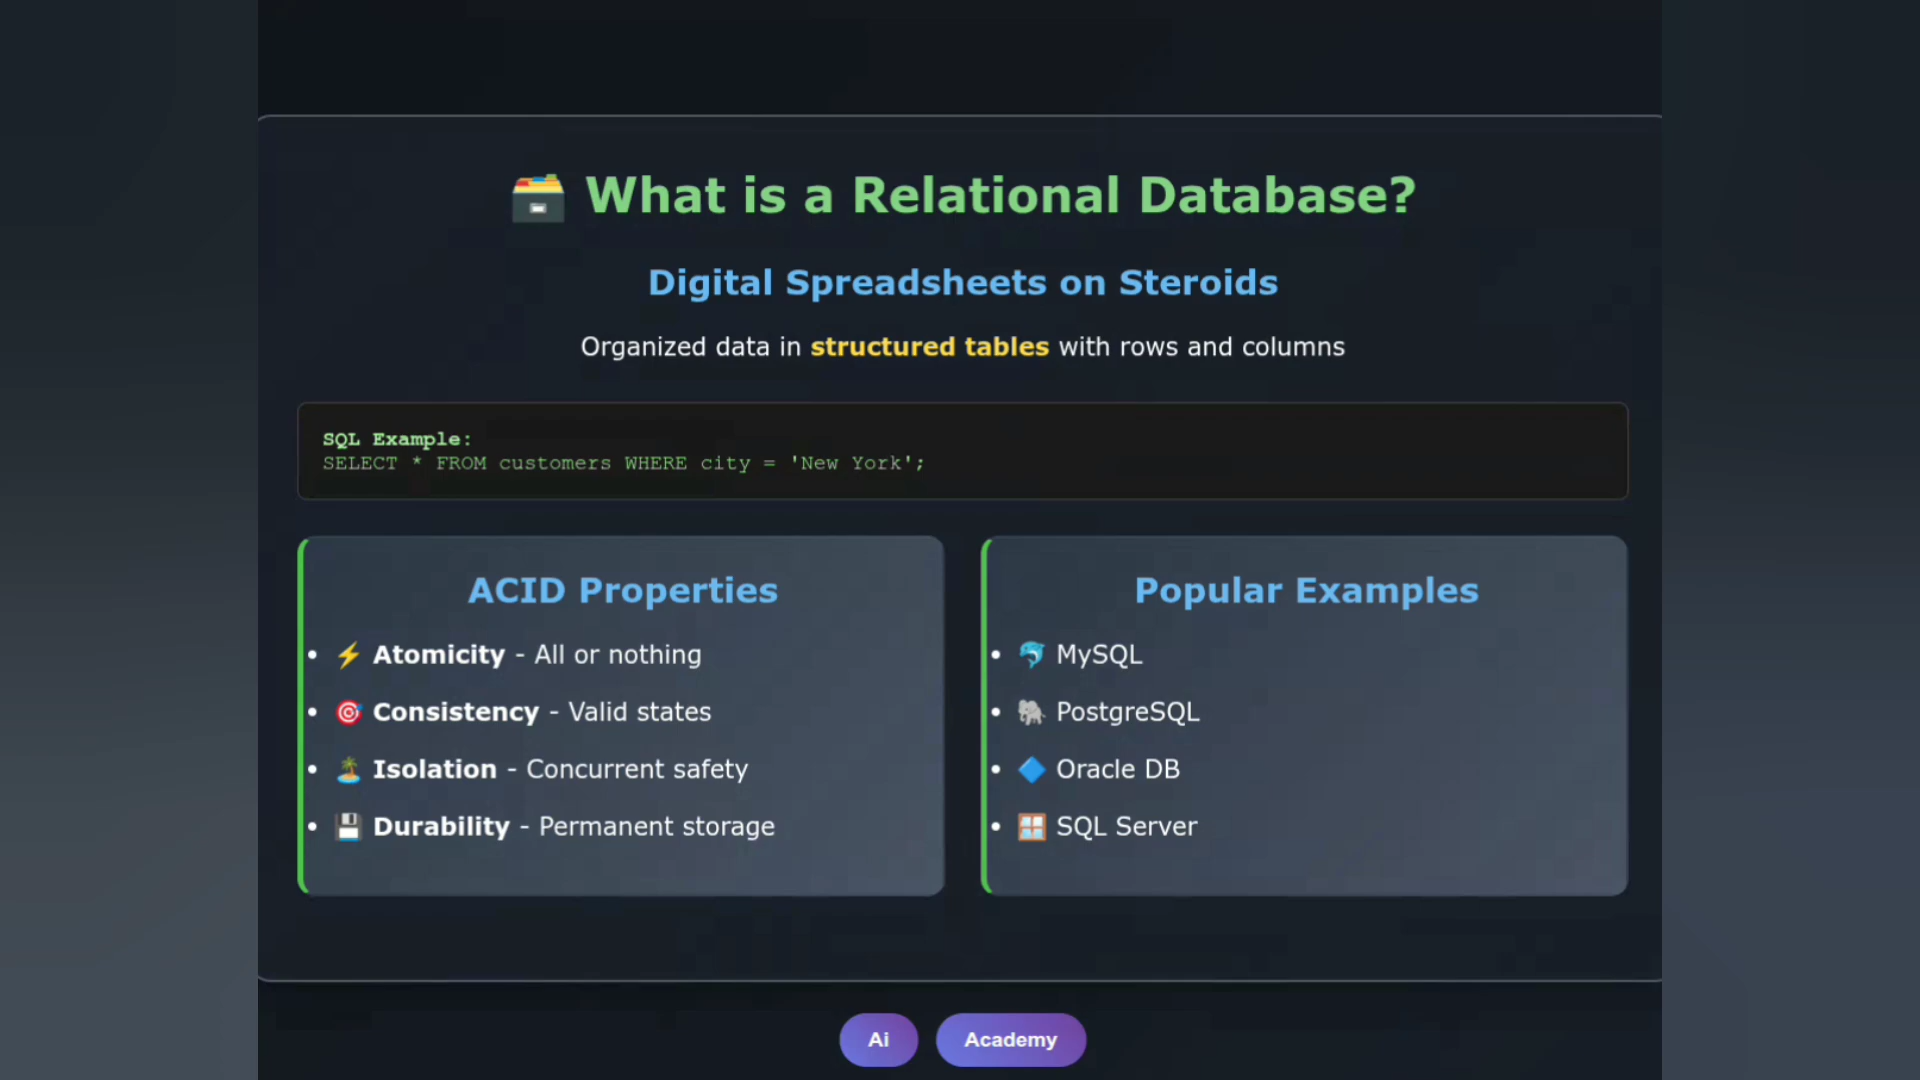 What is a Relational Database?
Digital Spreadsheets on Steroids
Organized data in structured tables with rows and columns
SQL Example:
SELECT * FROM customers WHERE city = 'New York';
ACID Properties
• ⚡ Atomicity - All or nothing
• 🎯 Consistency - Valid states
• 🏝️ Isolation - Concurrent safety
• 💾 Durability - Permanent storage
Popular Examples
• 🐬 MySQL
• 🐘 PostgreSQL
• 🔷 Oracle DB
• 🪟 SQL Server
Ai
Academy